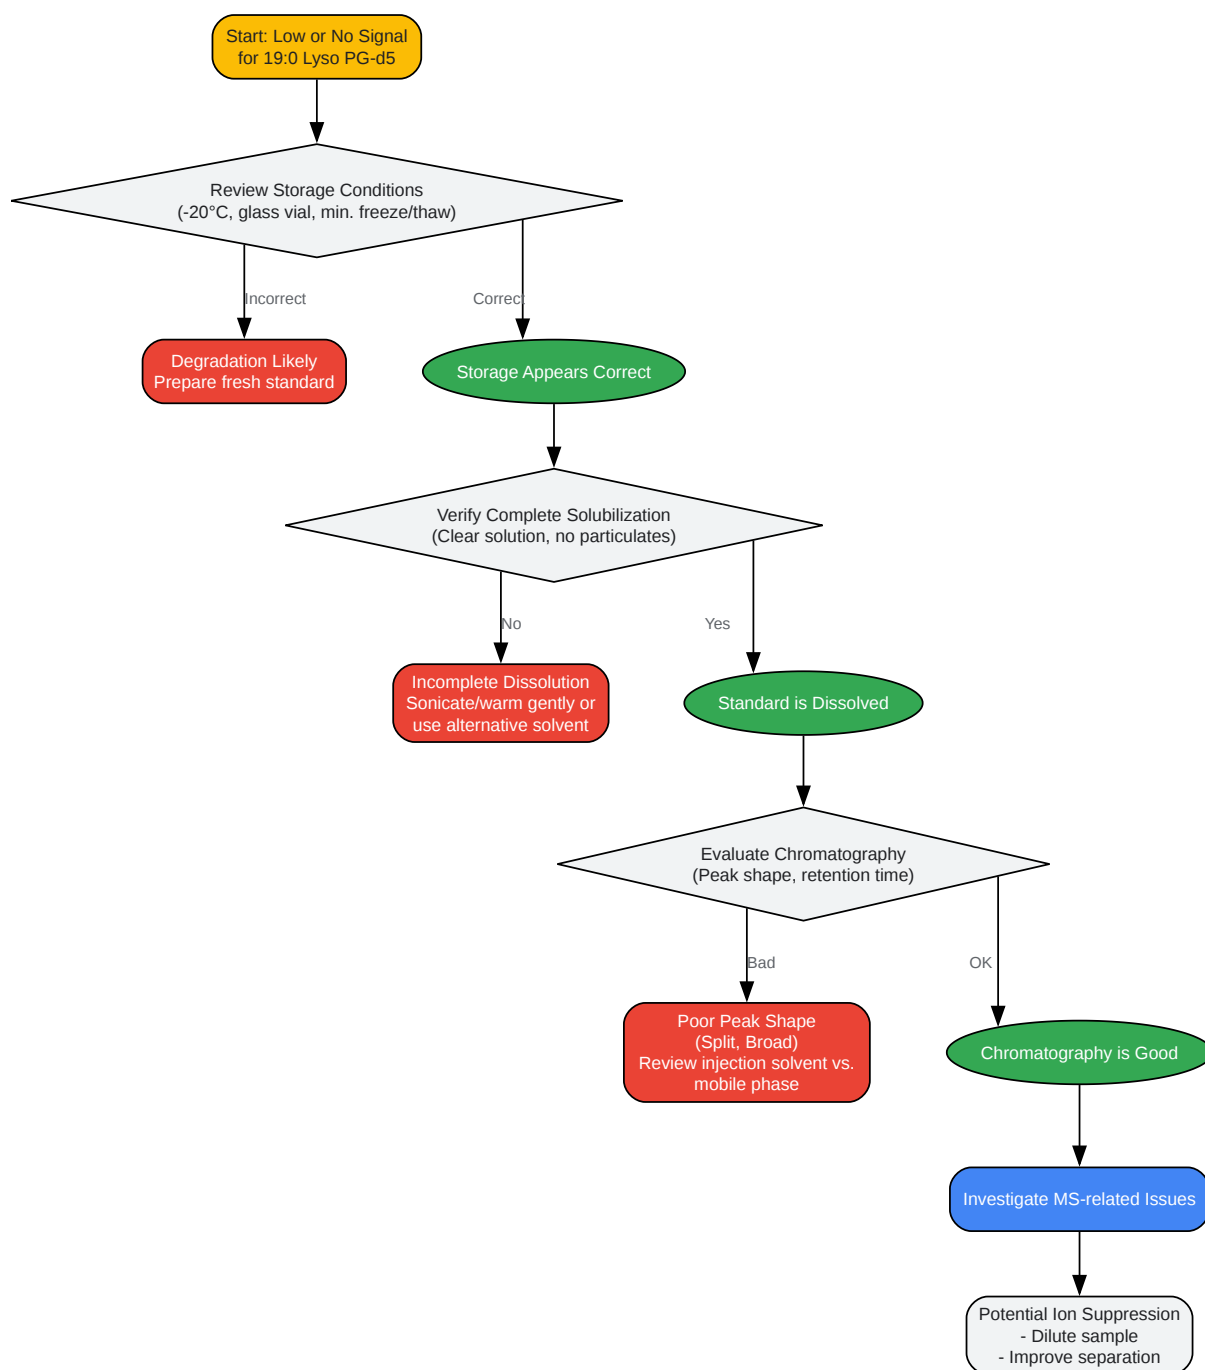 Start: Low or No Signal
for 19:0 Lyso PG-d5
Review Storage Conditions
(-20°C, glass vial, min. freeze/thaw)
Incorrect
Correct
Degradation Likely
Prepare fresh standard
Storage Appears Correct
Verify Complete Solubilization
(Clear solution, no particulates)
No
Yes
Incomplete Dissolution
Sonicate/warm gently or
use alternative solvent
Standard is Dissolved
Evaluate Chromatography
(Peak shape, retention time)
Bad
OK
Poor Peak Shape
(Split, Broad)
Review injection solvent vs.
mobile phase
Chromatography is Good
Investigate MS-related Issues
Potential Ion Suppression
- Dilute sample
- Improve separation